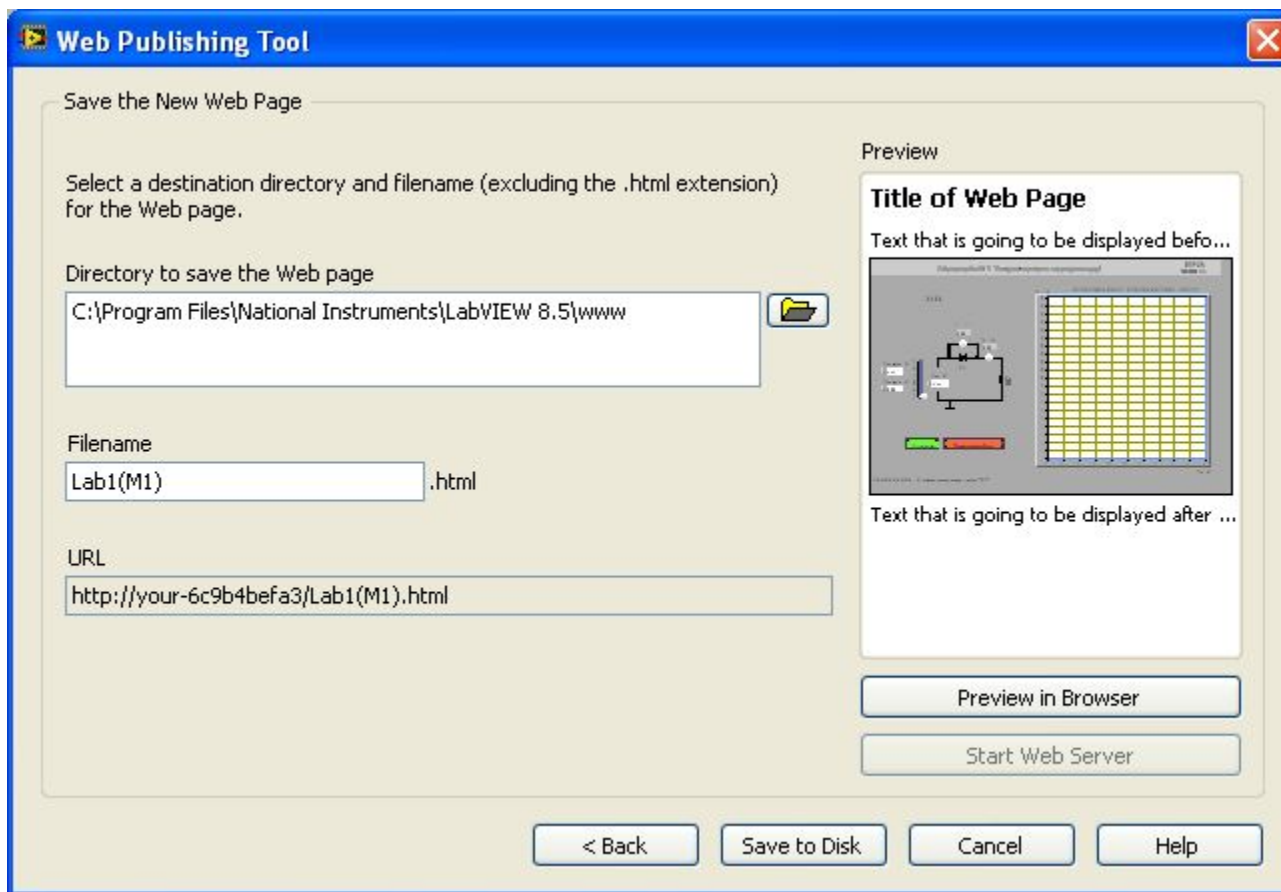 Web Publishing Tool
Save the New Web Page
Select a destination directory and filename (excluding the .html extension)
for the Web page.
Directory to save the Web page
C:\Program Files\National Instruments\LabVIEW 8.5\www
Filename
Lab1(M1)
.html
URL
http://your-6c9b4befa3/Lab1(M1).html
Preview
Title of Web Page
Text that is going to be displayed befo...
Text that is going to be displayed after ...
Preview in Browser
Start Web Server
< Back
Save to Disk
Cancel
Help